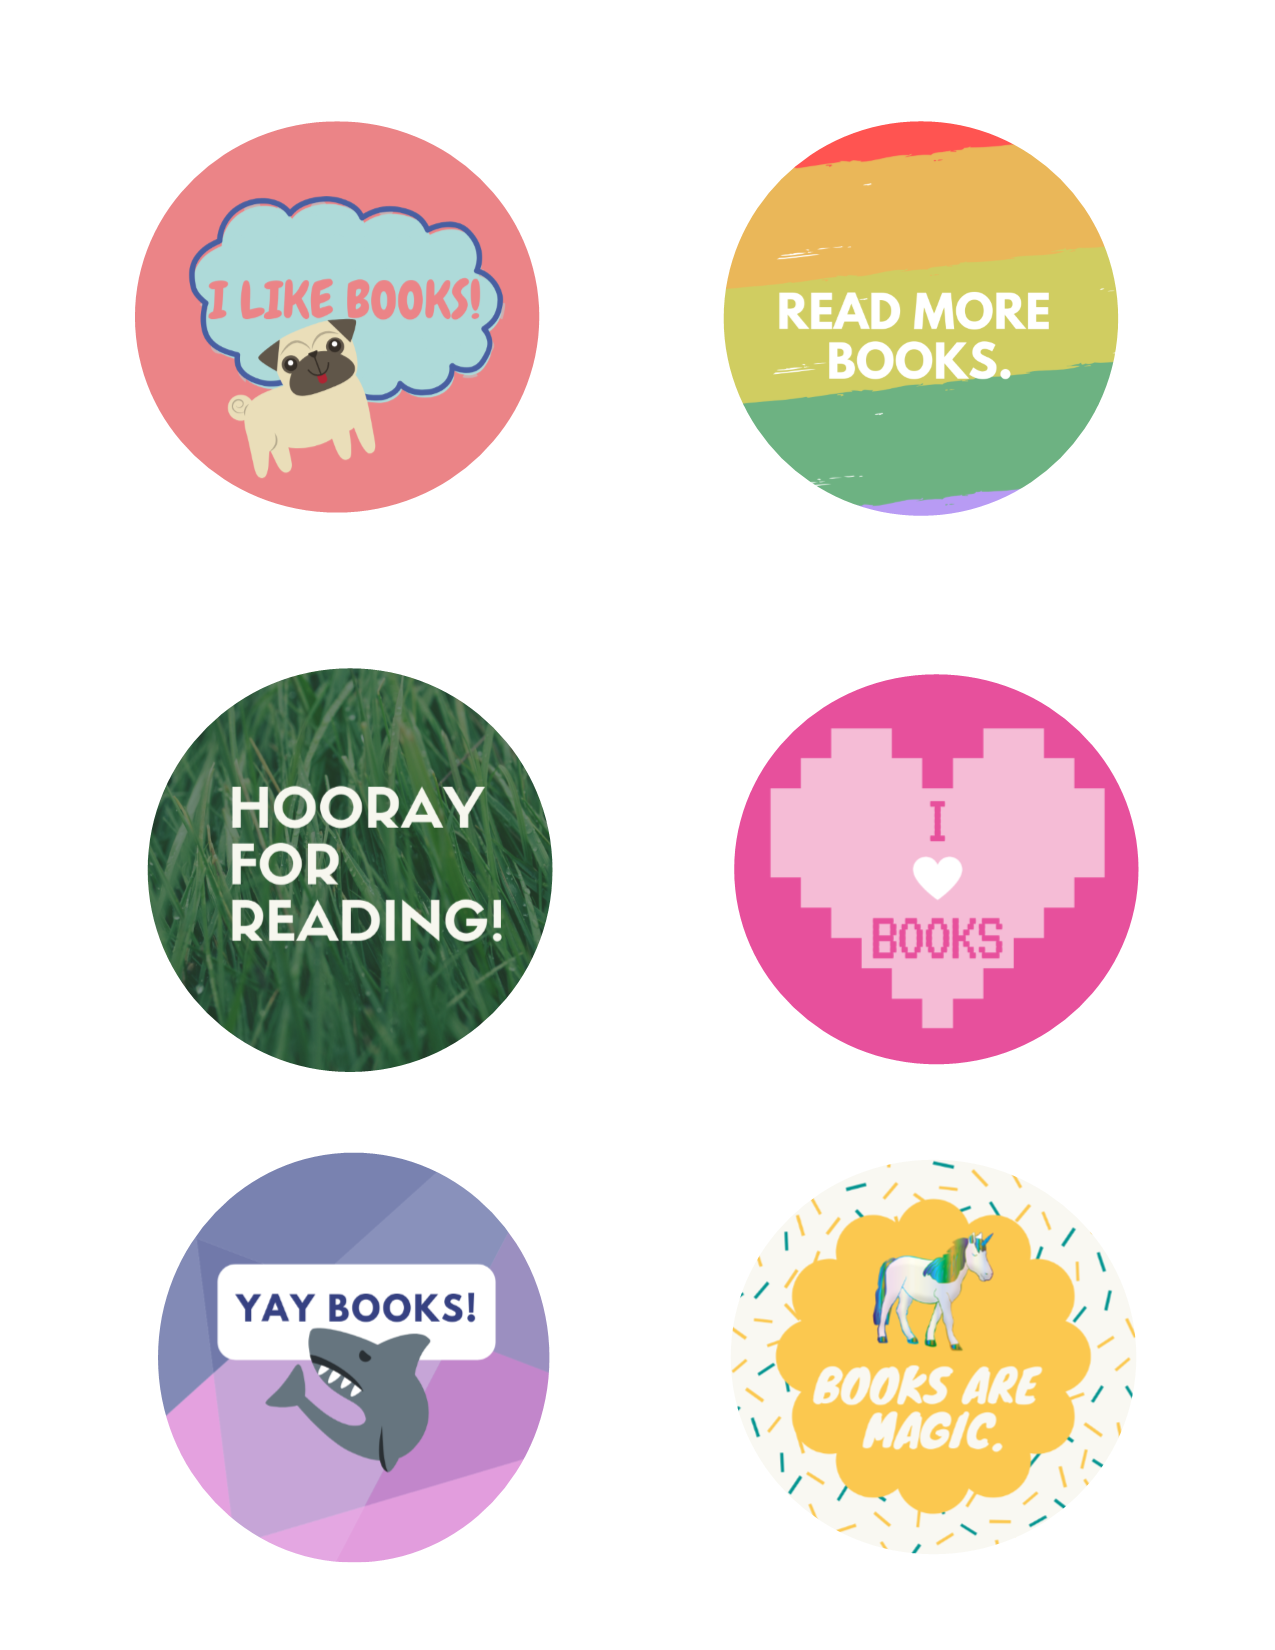 I LIKE BOOKS!
READ MORE
BOOKS.
HOORAY
FOR
READING!
I
BOOKS
YAY BOOKS!
BOOKS ARE
MAGIC.